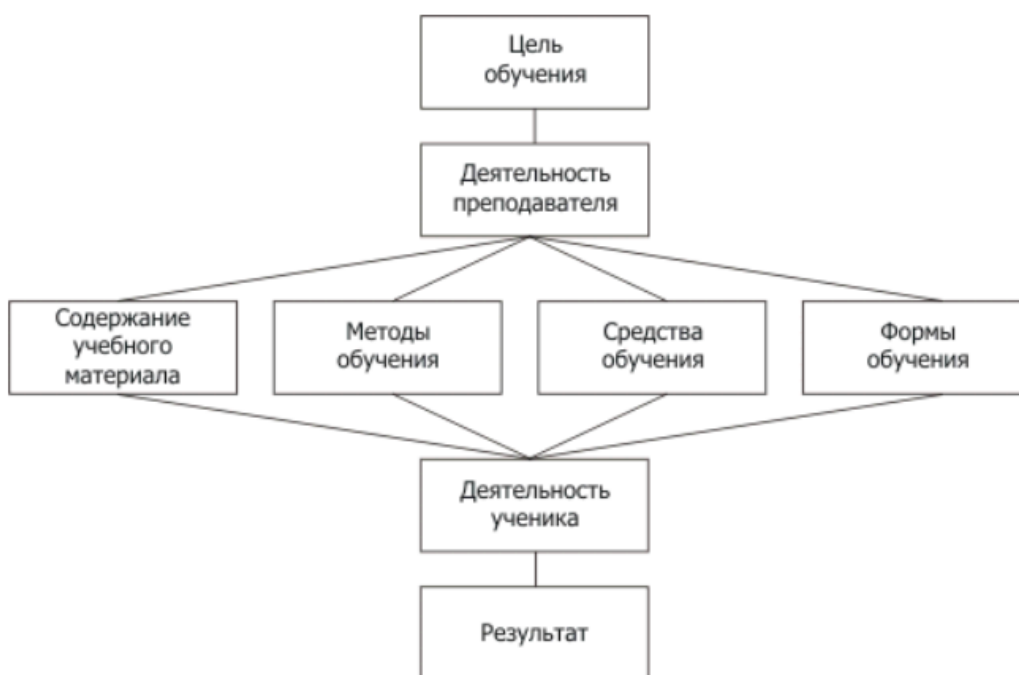 Цель
обучения
Деятельность
преподавателя
Содержание
учебного
материала
Методы
обучения
Средства
обучения
Формы
обучения
Деятельность
ученика
Результат